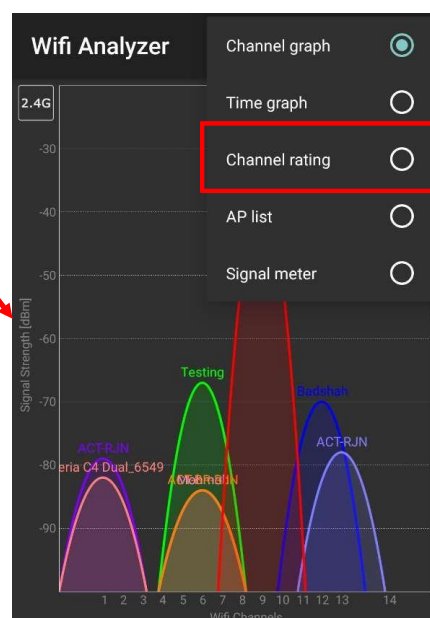 Wifi Analyzer
Channel graph
Time graph
Channel rating
AP list
Signal meter
2.4G
-30
-40
-50
-60
-70
-80
-90
Signal Strength [dBm]
Testing
Badshah
ACT-RJN
ACT-RJN
eria C4 Dual_6549
1 2 3 4 5 6 7 8 9 10 11 12 13 14
Wifi Channels